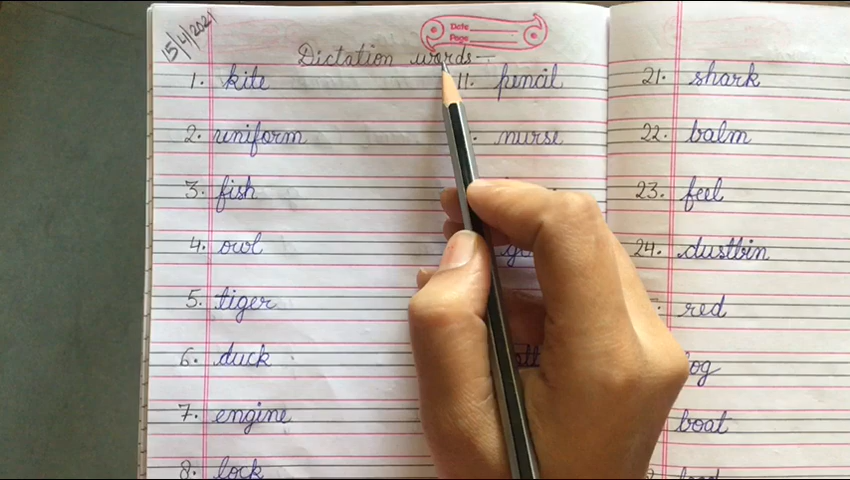 15/4/2021
Date
Page
Dictation words—
1. kite
2. uniform
3. fish
4. owl
5. tiger
6. duck
7. engine
8. lock
11. pencil
nurse
21. shark
22. balm
23. feel
24. dustbin
red
boat